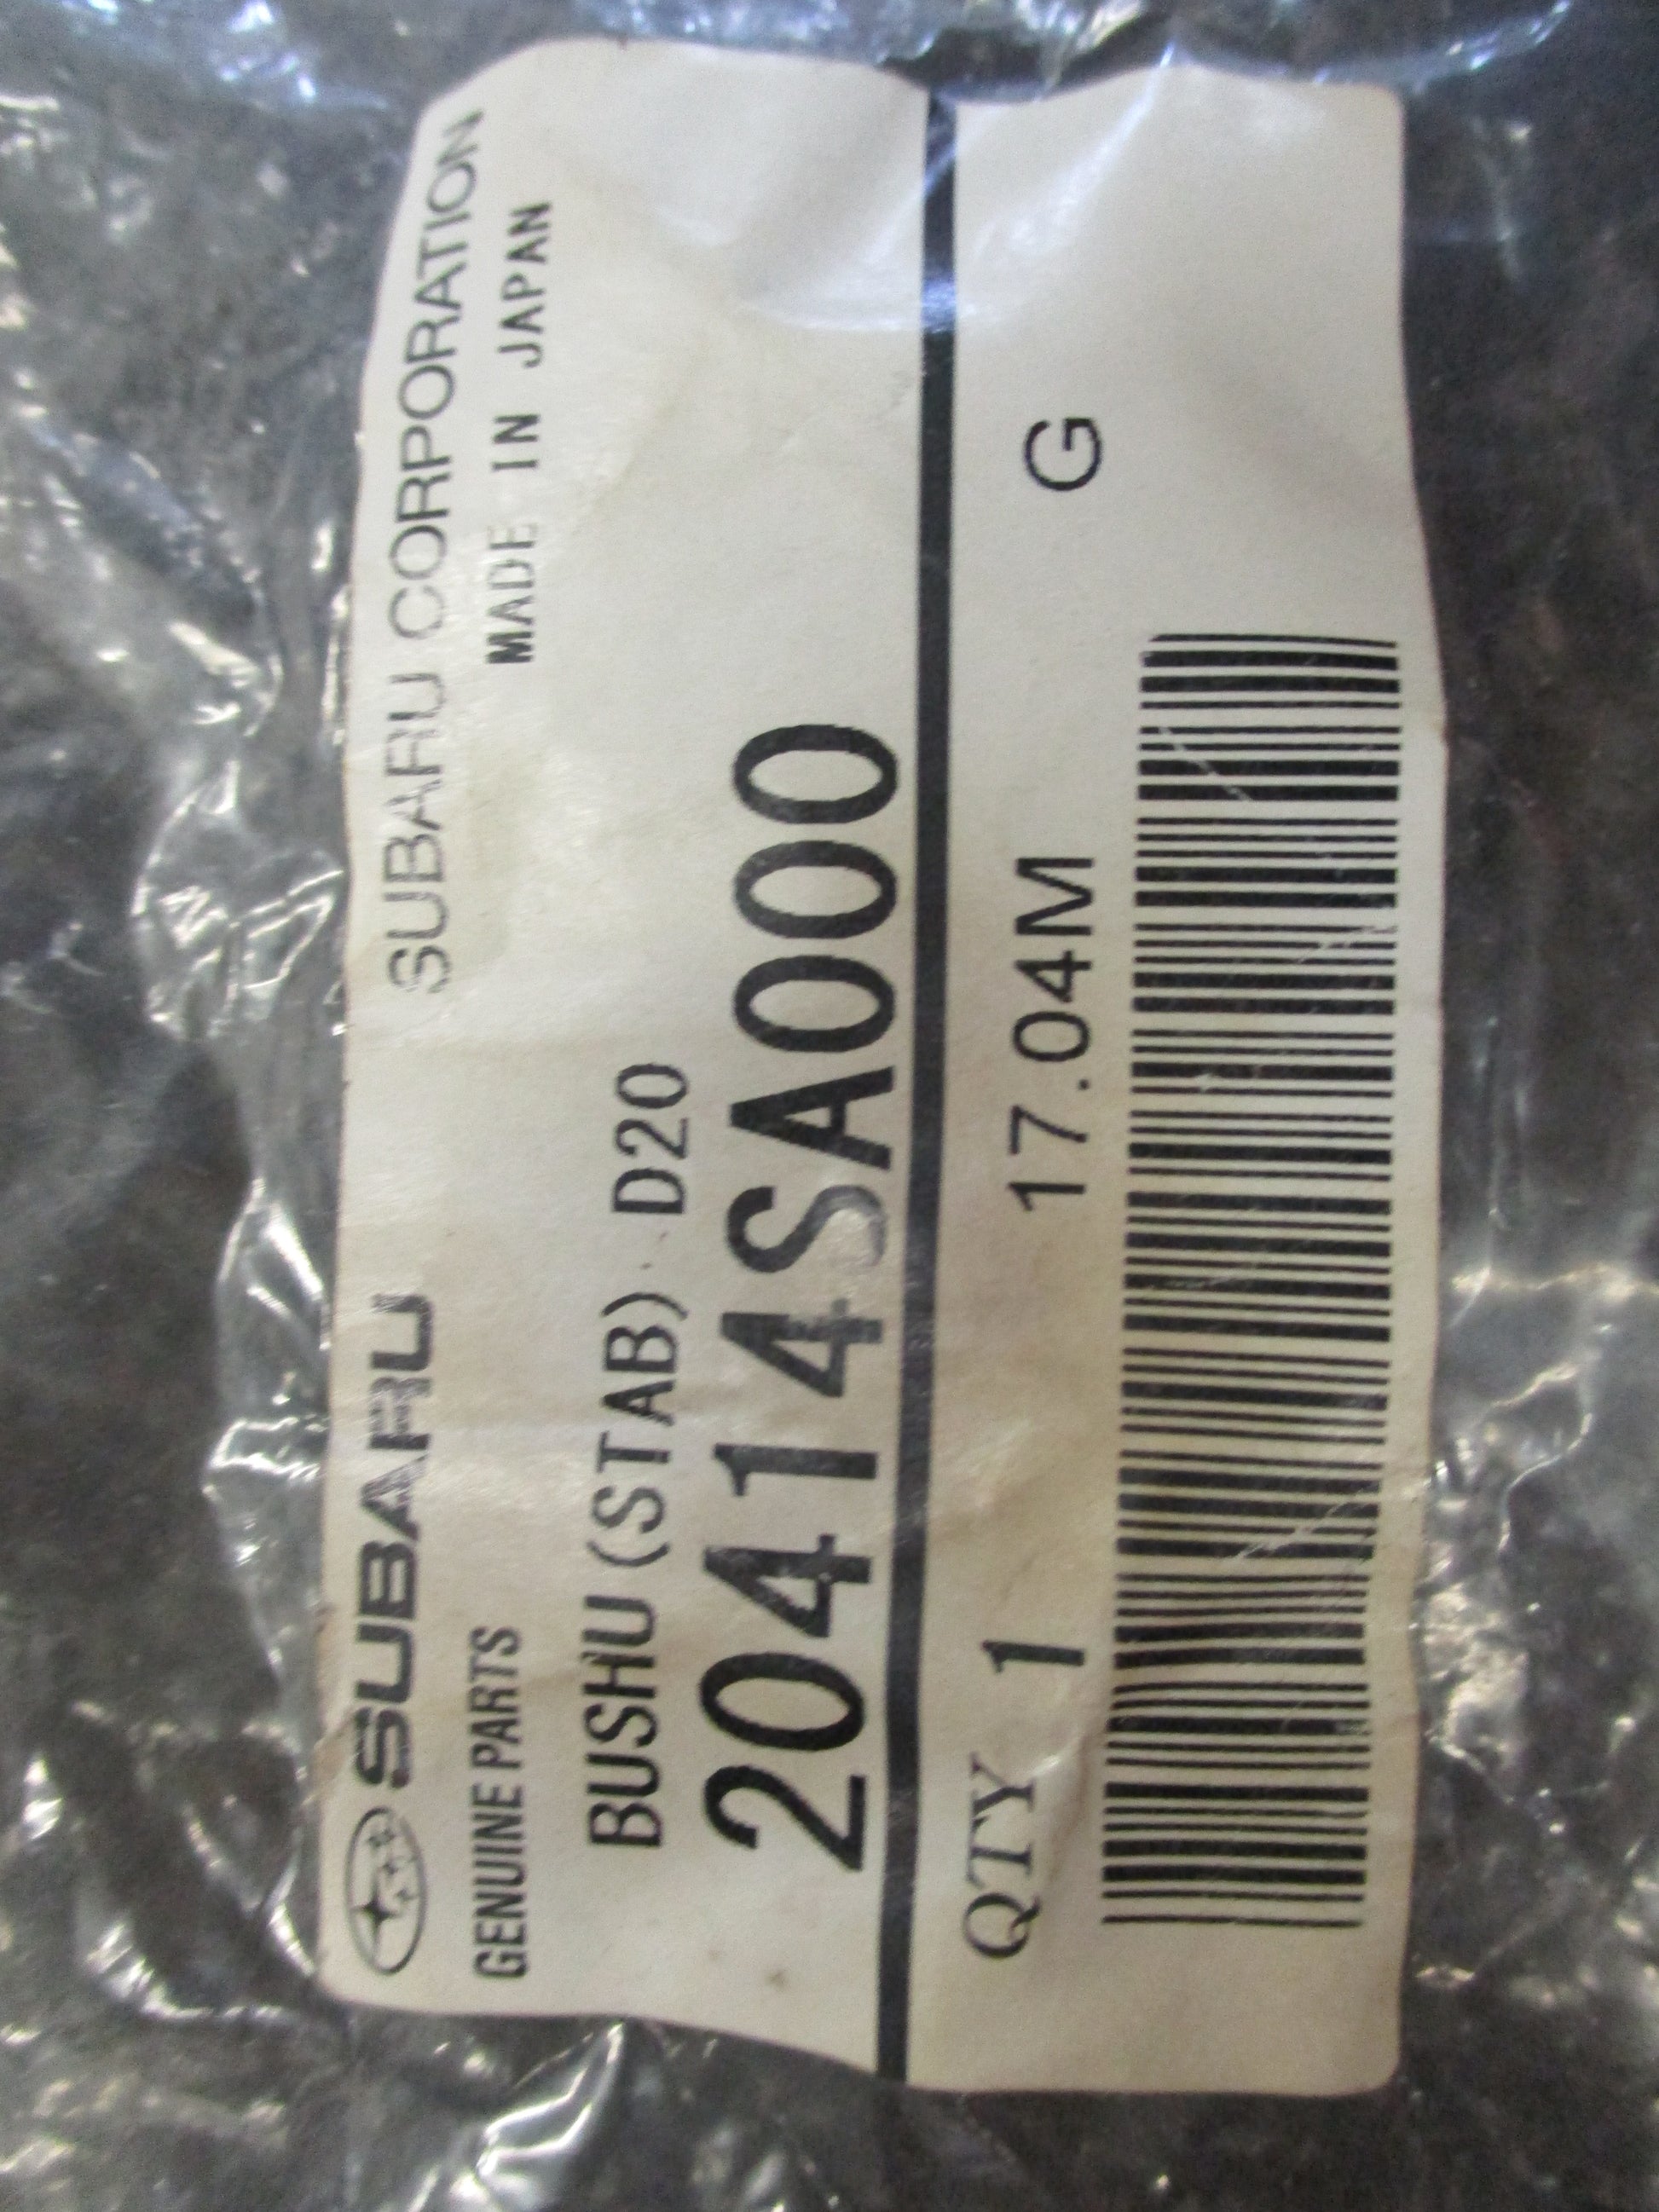 SUBARU SUBARU CORPORATION
GENUINE PARTS MADE IN JAPAN
BUSHU(STAB) D20
20414SA000
QTY 1 17.04M G